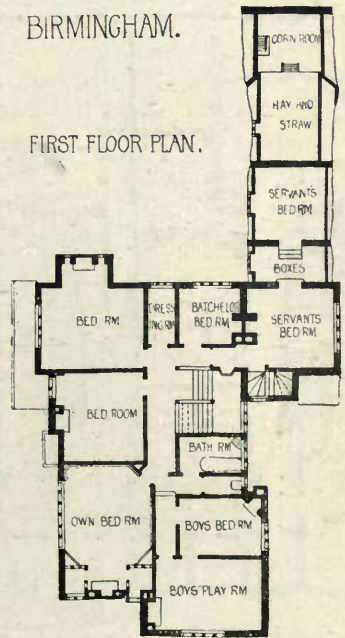 BIRMINGHAM.
FIRST FLOOR PLAN.
CORN ROOM
HAY AND
STRAW
SERVANTS
BED RM
BOXES
BED RM
DRESS
ING RM
BATCHELOR
BED RM
SERVANTS
BED RM
BED ROOM
BATH RM
OWN BED RM
BOYS BED RM
BOYS' PLAY RM